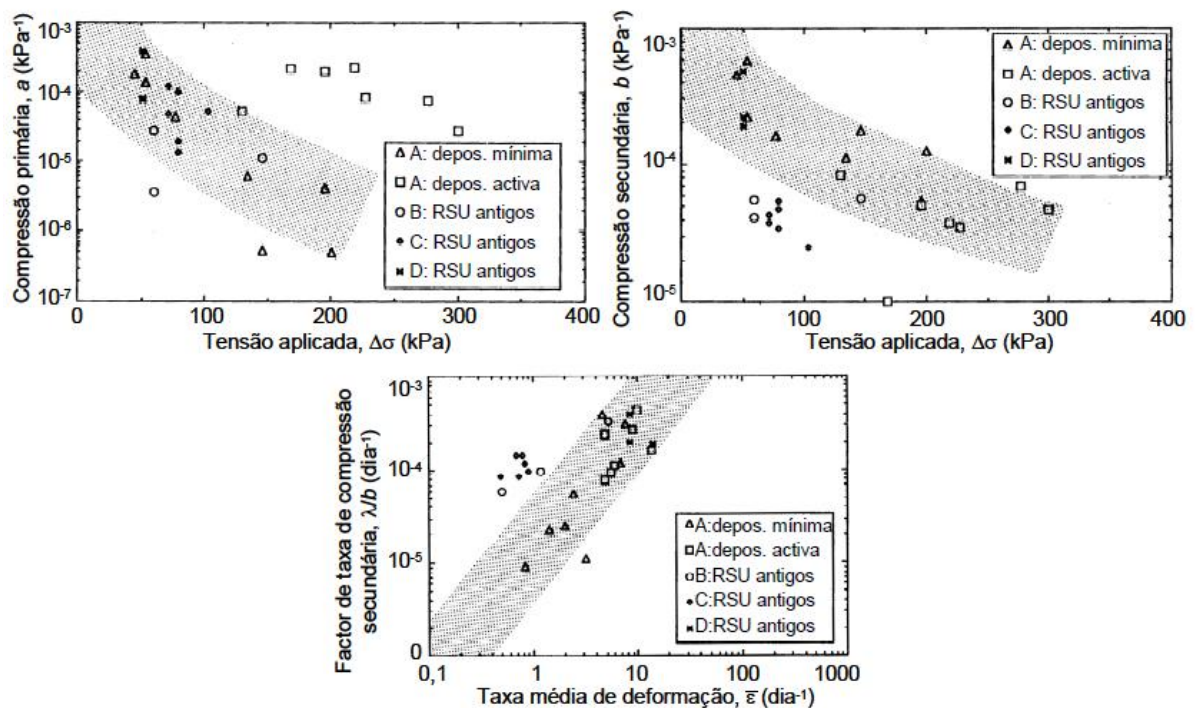 Compressão primária, a (kPa⁻¹)
10⁻³
10⁻⁴
10⁻⁵
10⁻⁶
10⁻⁷
0 100 200 300 400
Tensão aplicada, Δσ (kPa)
A: depos. mínima
A: depos. activa
B: RSU antigos
C: RSU antigos
D: RSU antigos
Compressão secundária, b (kPa⁻¹)
10⁻³
10⁻⁴
10⁻⁵
0 100 200 300 400
Tensão aplicada, Δσ (kPa)
A: depos. mínima
A: depos. activa
B: RSU antigos
C: RSU antigos
D: RSU antigos
Factor de taxa de compressão
secundária, λ/b (dia⁻¹)
10⁻³
10⁻⁴
10⁻⁵
0
0,1 1 10 100 1000
Taxa média de deformação, ε̄ (dia⁻¹)
A:depos. mínima
A:depos. activa
B:RSU antigos
C:RSU antigos
D:RSU antigos